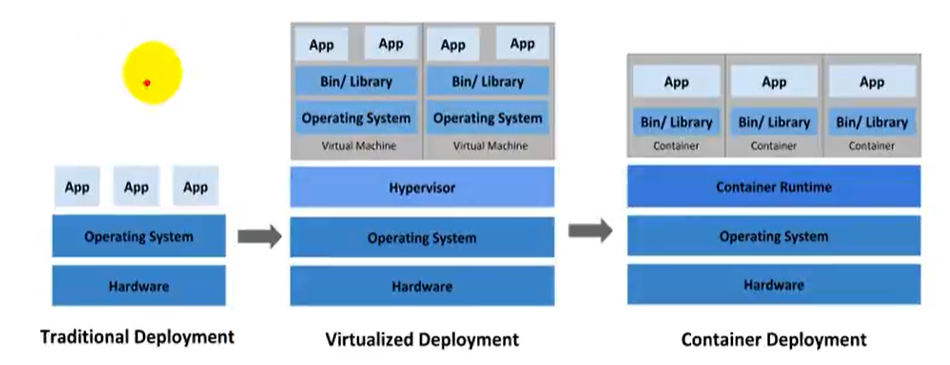 App
App
App
Operating System
Hardware
Traditional Deployment
App
App
Bin/ Library
Operating System
Virtual Machine
App
App
Bin/ Library
Operating System
Virtual Machine
Hypervisor
Operating System
Hardware
Virtualized Deployment
App
Bin/ Library
Container
App
Bin/ Library
Container
App
Bin/ Library
Container
Container Runtime
Operating System
Hardware
Container Deployment